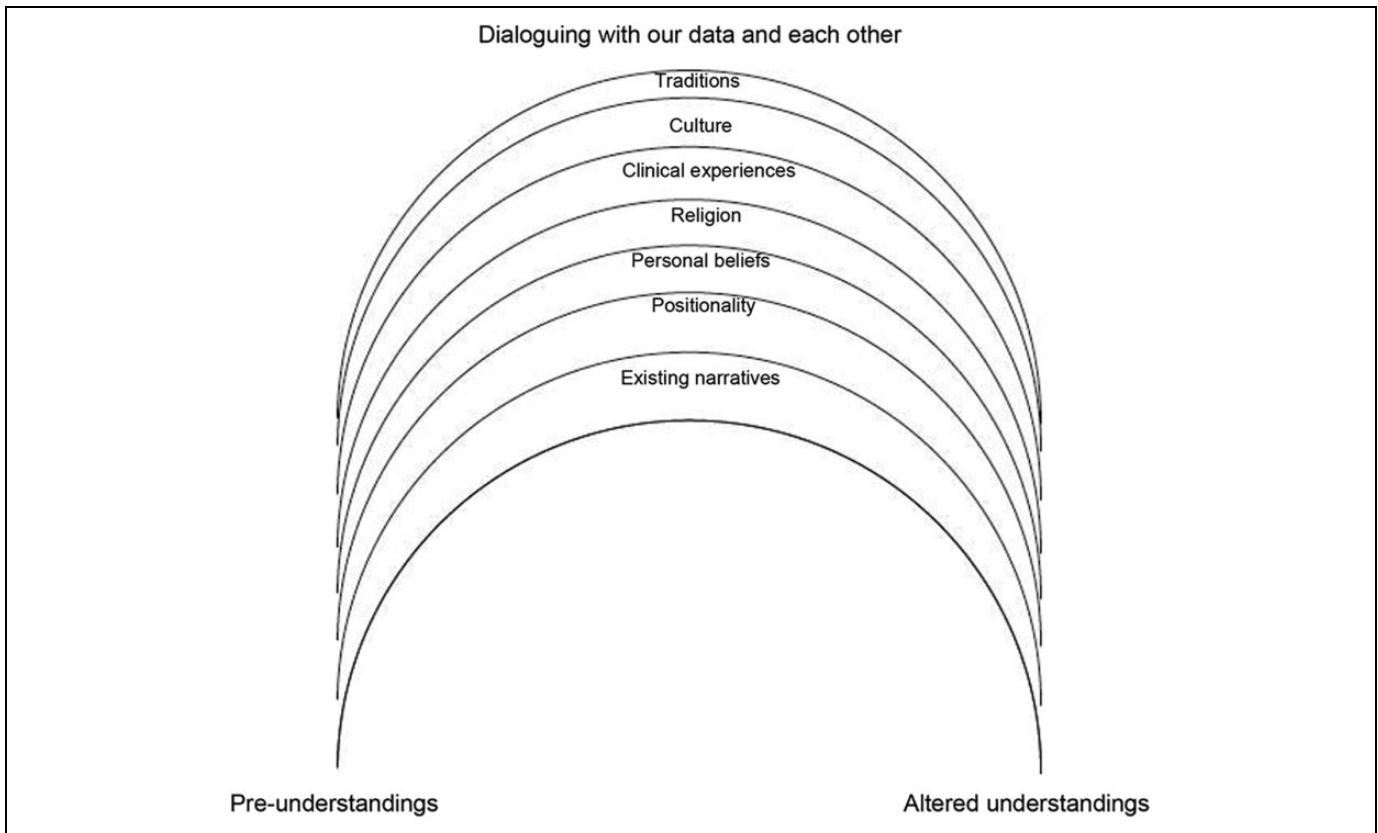 Dialoguing with our data and each other
Traditions
Culture
Clinical experiences
Religion
Personal beliefs
Positionality
Existing narratives
Pre-understandings
Altered understandings